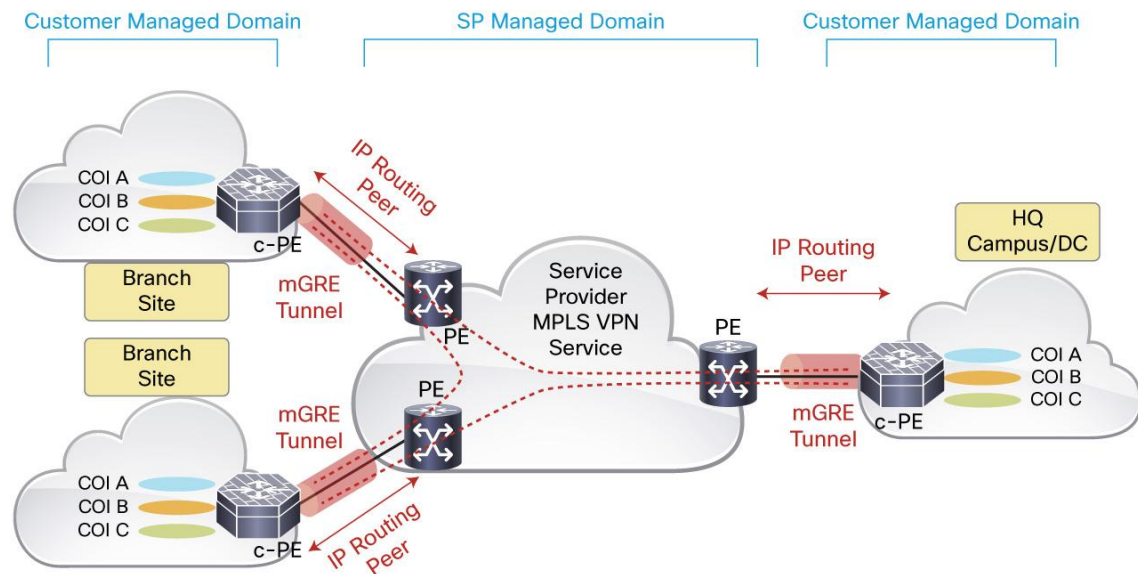 Customer Managed Domain
SP Managed Domain
Customer Managed Domain
COI A
COI B
COI C
c-PE
IP Routing
Peer
Branch
Site
mGRE
Tunnel
PE
Service
Provider
MPLS VPN
Service
IP Routing
Peer
HQ
Campus/DC
PE
COI A
COI B
COI C
c-PE
mGRE
Tunnel
Branch
Site
mGRE
Tunnel
PE
COI A
COI B
COI C
c-PE
IP Routing
Peer